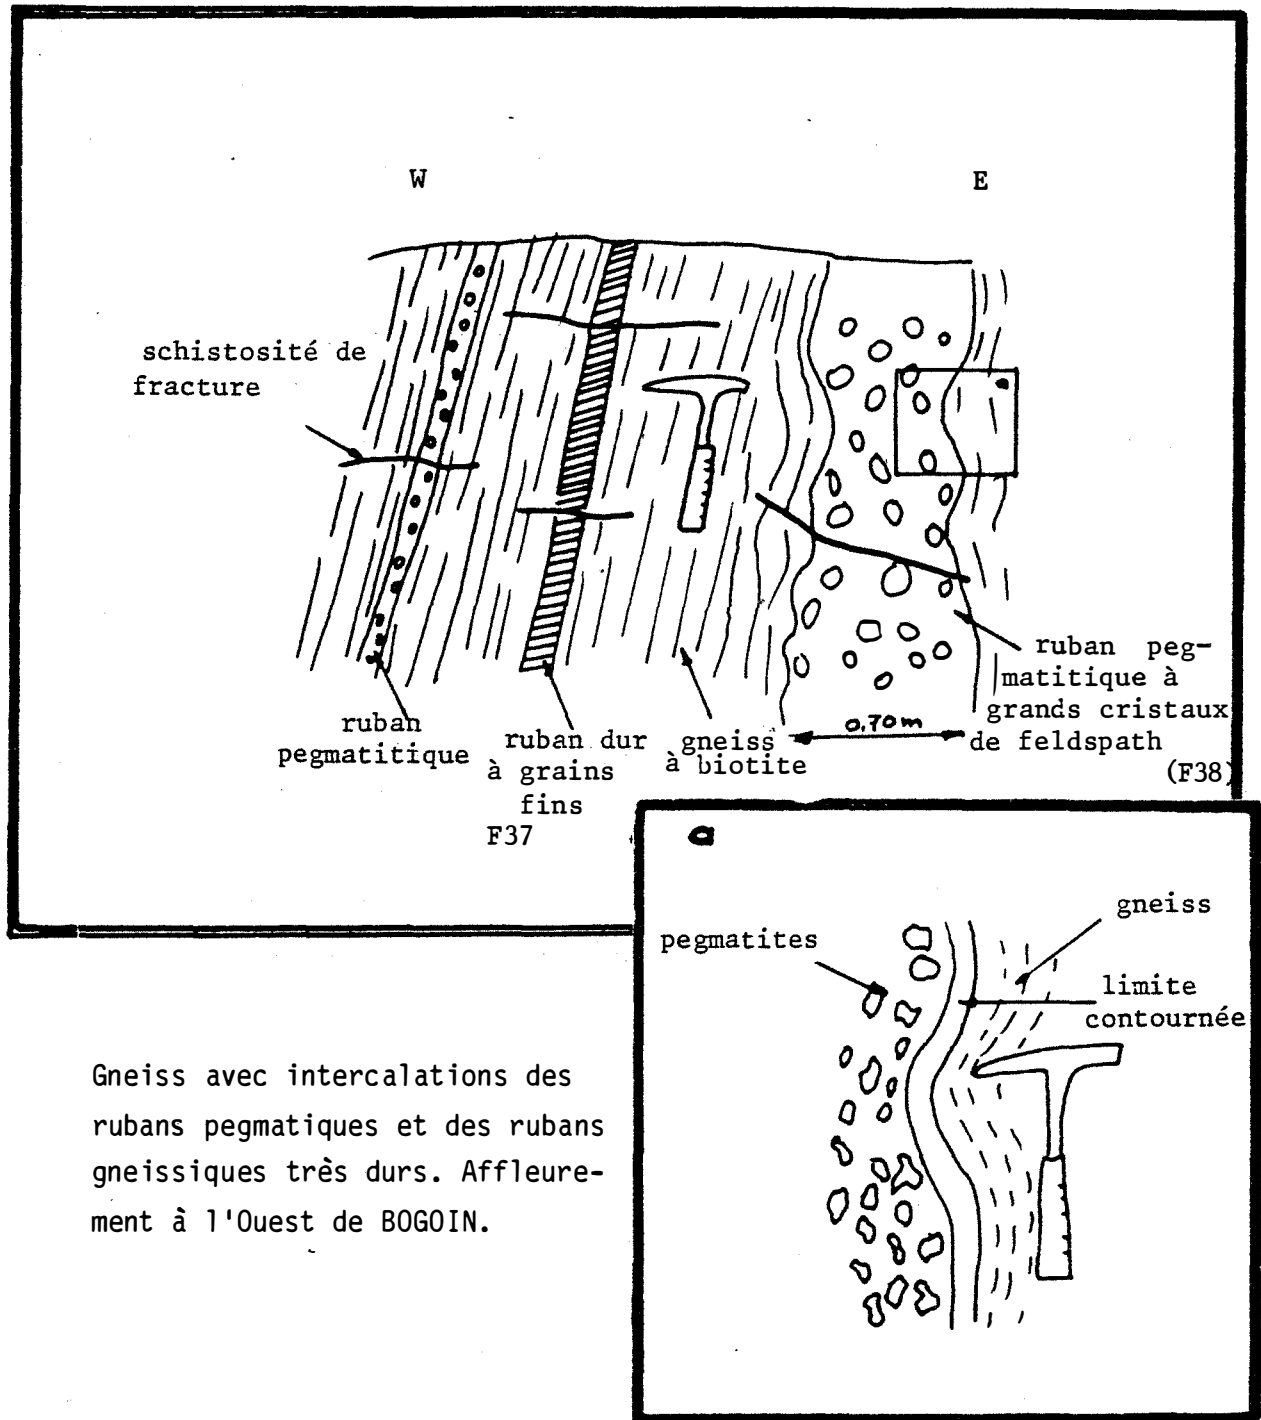 W
E
schistosité de
fracture
ruban
pegmatitique
ruban dur
à grains
fins
F37
gneiss
à biotite
0,70m
ruban peg-
matitique à
grands cristaux
de feldspath
(F38)
a
a
pegmatites
gneiss
limite
contournée
Gneiss avec intercalations des
rubans pegmatiques et des rubans
gneissiques très durs. Affleure-
ment à l'Ouest de BOGOIN.